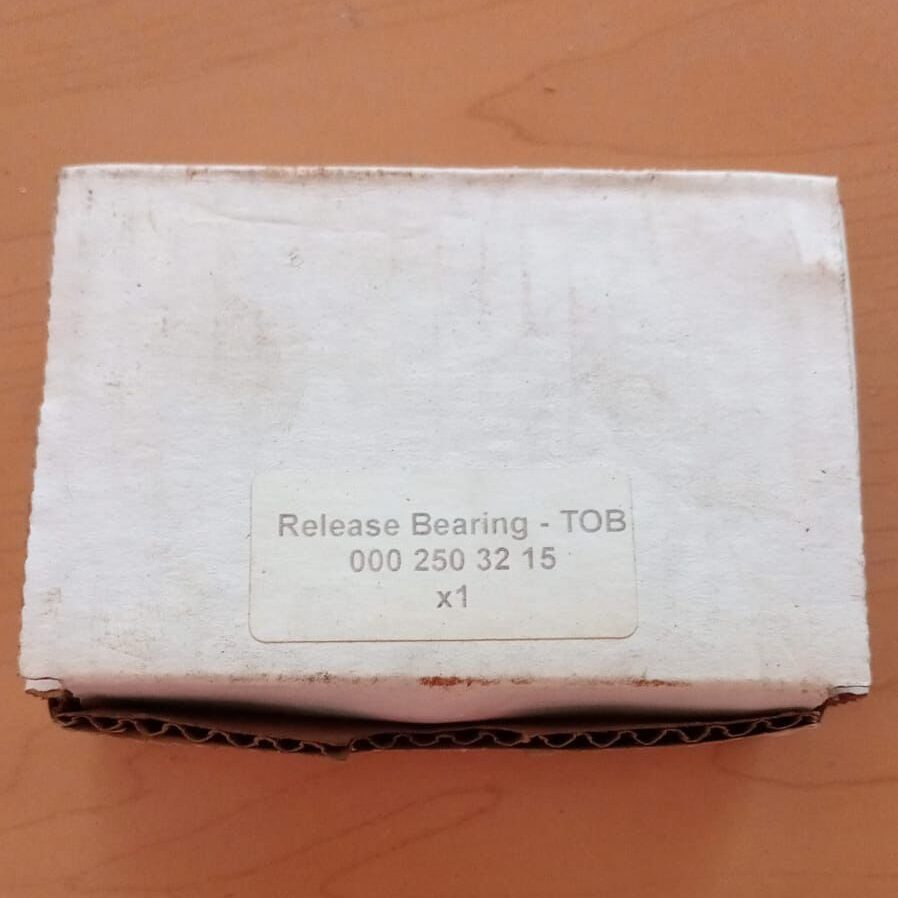 Release Bearing - TOB
000 250 32 15
x1